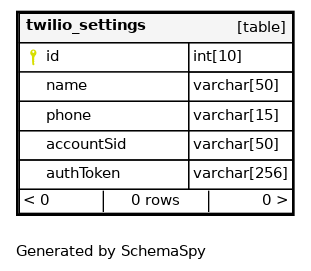 twilio_settings [table]
id int[10]
name varchar[50]
phone varchar[15]
accountSid varchar[50]
authToken varchar[256]
< 0 0 rows 0 >
Generated by SchemaSpy